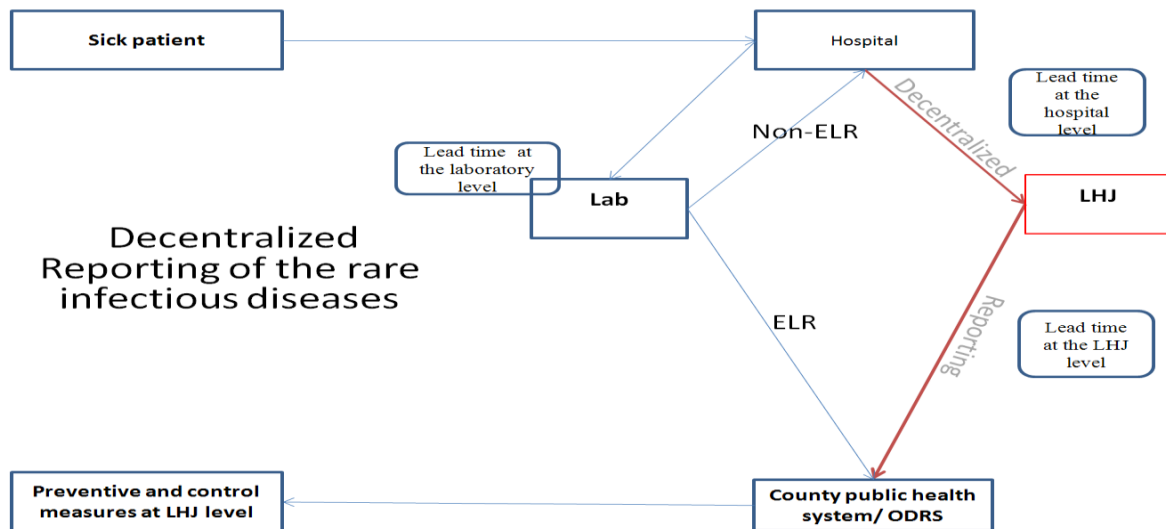 Sick patient
Hospital
Decentralized
Lead time
at the
hospital
level
Non-ELR
Lead time at
the laboratory
level
Lab
LHJ
Decentralized
Reporting of the rare
infectious diseases
ELR
Reporting
Lead time
at the LHJ
level
Preventive and control
measures at LHJ level
County public health
system/ ODRS